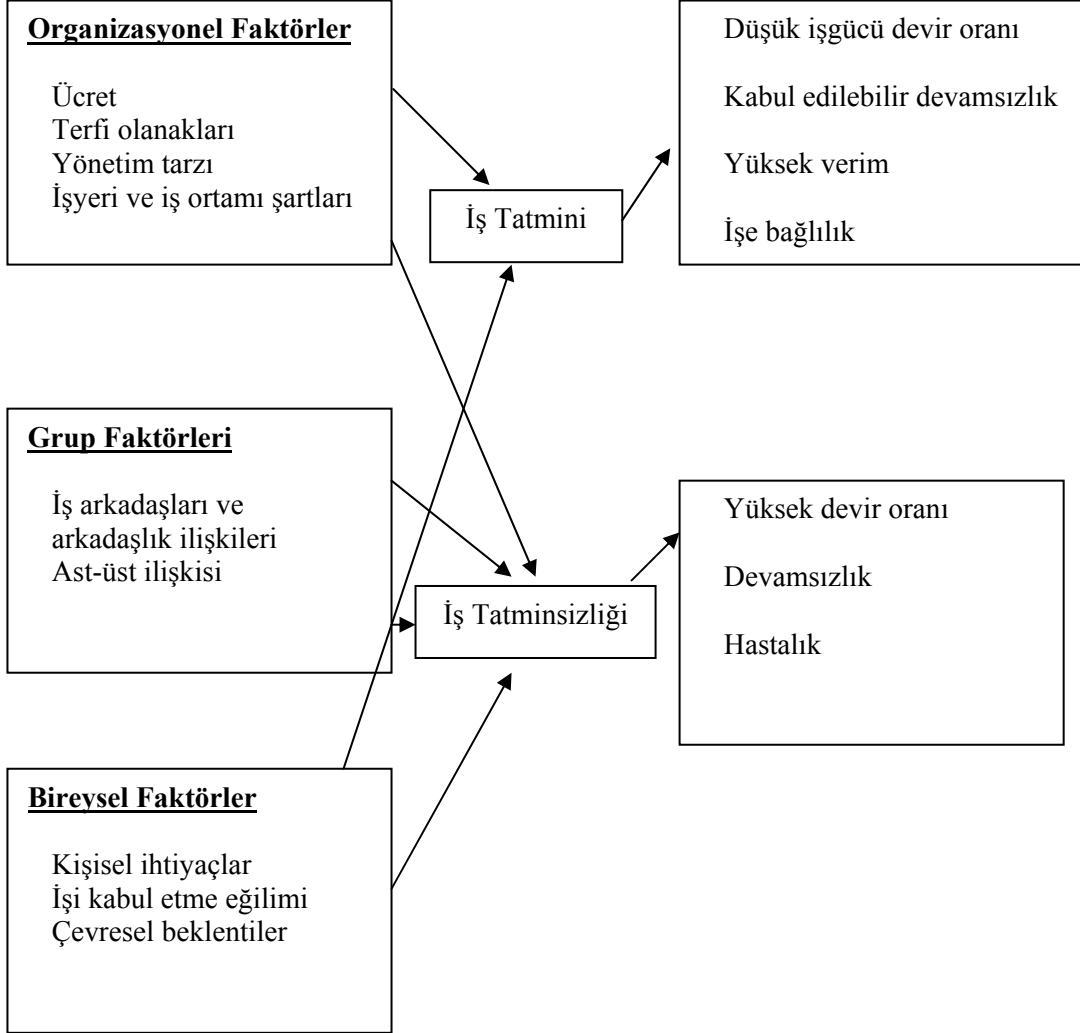 Organizasyonel Faktörler
Ücret
Terfi olanakları
Yönetim tarzı
İşyeri ve iş ortamı şartları
Düşük işgücü devir oranı
Kabul edilebilir devamsızlık
Yüksek verim
İşe bağlılık
İş Tatmini
Grup Faktörleri
İş arkadaşları ve
arkadaşlık ilişkileri
Ast-üst ilişkisi
İş Tatminsizliği
Yüksek devir oranı
Devamsızlık
Hastalık
Bireysel Faktörler
Kişisel ihtiyaçlar
İşi kabul etme eğilimi
Çevresel beklentiler